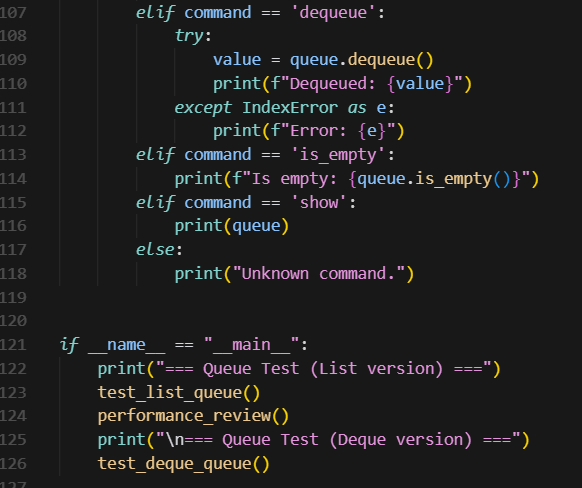 107 elif command == 'dequeue':
108 try:
109 value = queue.dequeue()
110 print(f"Dequeued: {value}")
111 except IndexError as e:
112 print(f"Error: {e}")
113 elif command == 'is_empty':
114 print(f"Is empty: {queue.is_empty()}")
115 elif command == 'show':
116 print(queue)
117 else:
118 print("Unknown command.")
119
120
121 if __name__ == "__main__":
122 print("=== Queue Test (List version) ===")
123 test_list_queue()
124 performance_review()
125 print("\n=== Queue Test (Deque version) ===")
126 test_deque_queue()
127